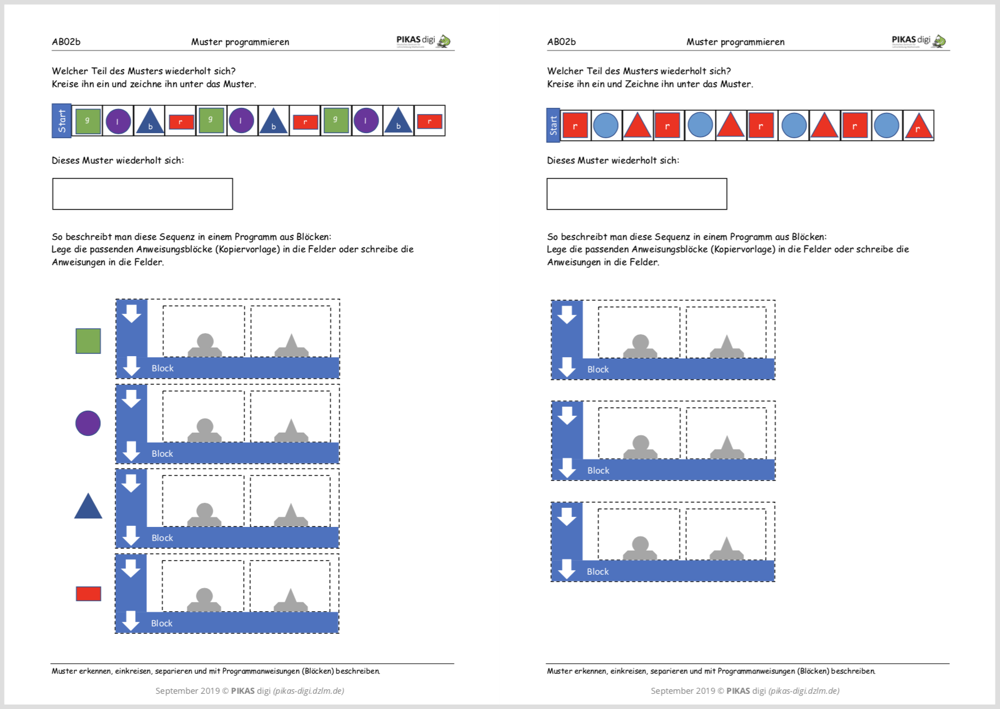 AB02b Muster programmieren PIKAS digi
Welcher Teil des Musters wiederholt sich?
Kreise ihn ein und zeichne ihn unter das Muster.
Start g l b r g l b r g l b r
Dieses Muster wiederholt sich:
So beschreibt man diese Sequenz in einem Programm aus Blöcken:
Lege die passenden Anweisungsblöcke (Kopiervorlage) in die Felder oder schreibe die
Anweisungen in die Felder.
Block
Block
Block
Block
Muster erkennen, einkreisen, separieren und mit Programmanweisungen (Blöcken) beschreiben.
September 2019 © PIKAS digi (pikas-digi.dzlm.de)
AB02b Muster programmieren PIKAS digi
Welcher Teil des Musters wiederholt sich?
Kreise ihn ein und Zeichne ihn unter das Muster.
Start r r r r r
Dieses Muster wiederholt sich:
So beschreibt man diese Sequenz in einem Programm aus Blöcken:
Lege die passenden Anweisungsblöcke (Kopiervorlage) in die Felder oder schreibe die
Anweisungen in die Felder.
Block
Block
Block
Muster erkennen, einkreisen, separieren und mit Programmanweisungen (Blöcken) beschreiben.
September 2019 © PIKAS digi (pikas-digi.dzlm.de)